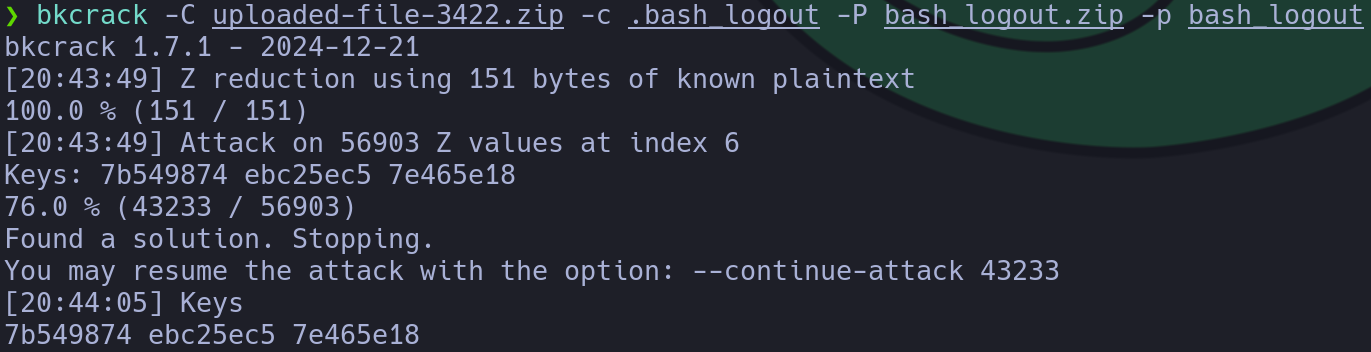 ❯ bkcrack -C uploaded-file-3422.zip -c .bash_logout -P bash_logout.zip -p bash_logout
bkcrack 1.7.1 - 2024-12-21
[20:43:49] Z reduction using 151 bytes of known plaintext
100.0 % (151 / 151)
[20:43:49] Attack on 56903 Z values at index 6
Keys: 7b549874 ebc25ec5 7e465e18
76.0 % (43233 / 56903)
Found a solution. Stopping.
You may resume the attack with the option: --continue-attack 43233
[20:44:05] Keys
7b549874 ebc25ec5 7e465e18